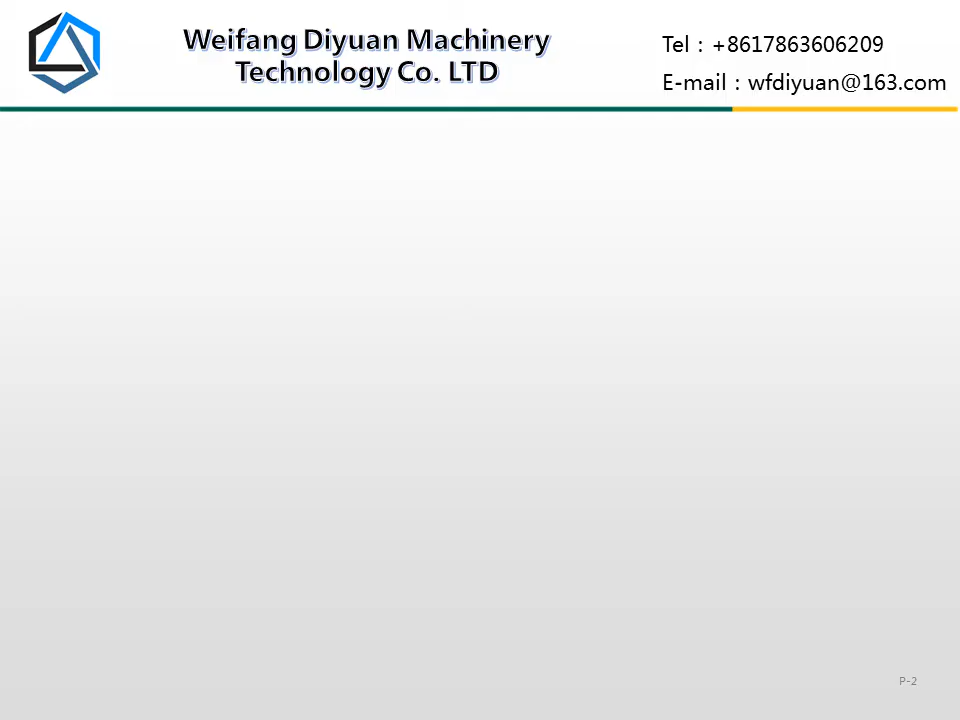 Weifang Diyuan Machinery
Technology Co. LTD
Tel：+8617863606209
E-mail：wfdiyuan@163.com
P-2